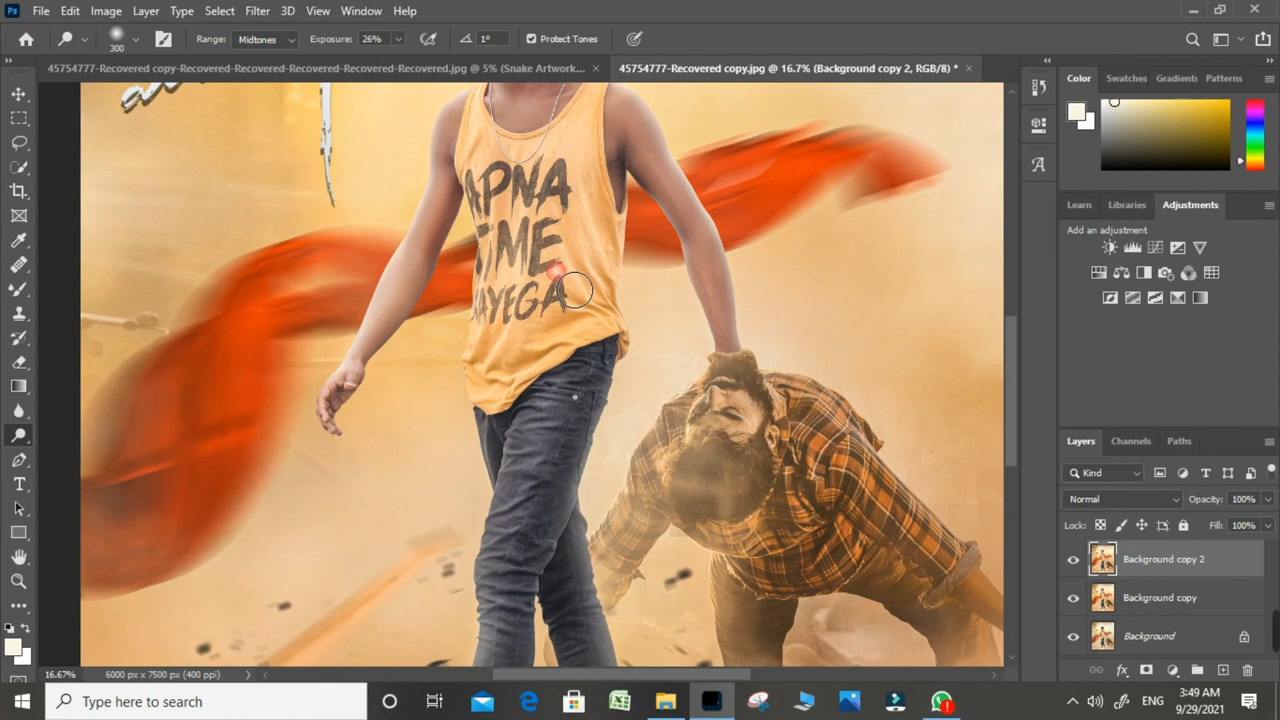 Ps File Edit Image Layer Type Select Filter 3D View Window Help
300 Range: Midtones Exposure: 26% 1° Protect Tones
45754777-Recovered copy-Recovered-Recovered-Recovered-Recovered-Recovered.jpg @ 5% (Snake Artwork... × 45754777-Recovered copy.jpg @ 16.7% (Background copy 2, RGB/8) * ×
Color Swatches Gradients Patterns
APNA
TIME
AAYEGA
Learn Libraries Adjustments
Add an adjustment
Layers Channels Paths
Kind
Normal Opacity: 100%
Lock: Fill: 100%
Background copy 2
Background copy
Background
fx
16.67% 6000 px x 7500 px (400 ppi)
Type here to search
ENG
3:49 AM
9/29/2021